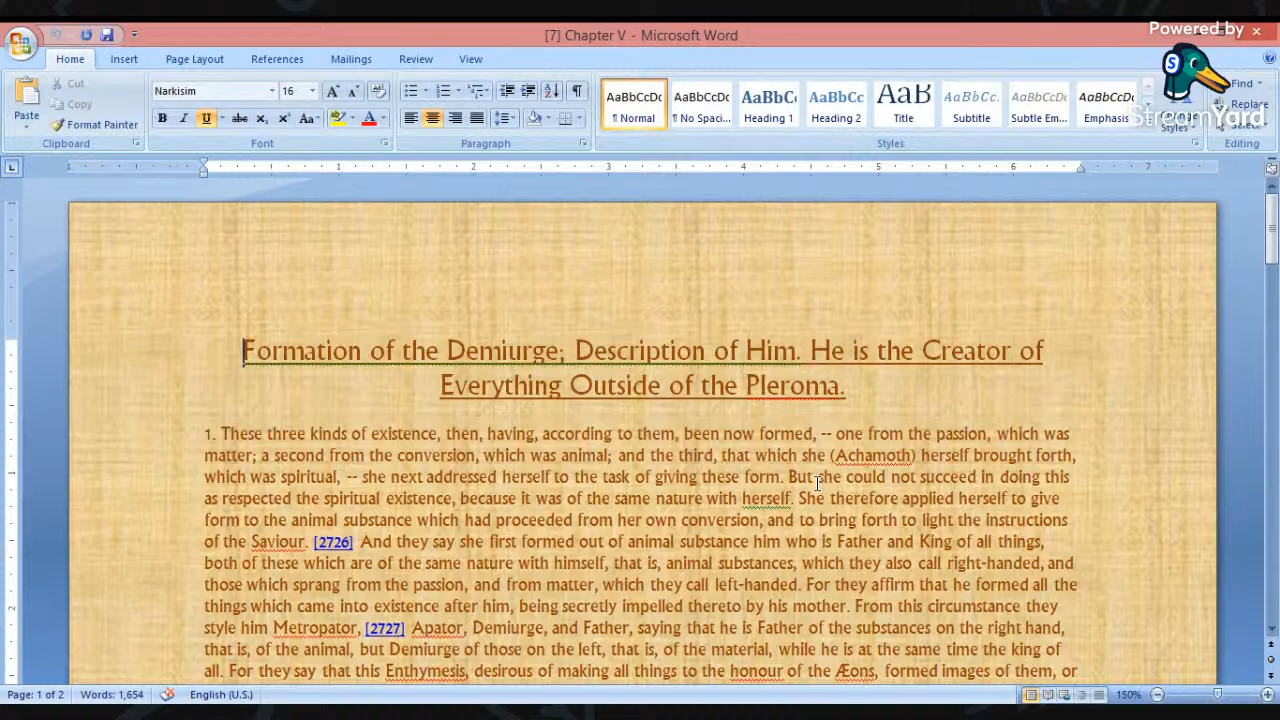 Powered by
[7] Chapter V - Microsoft Word
Home Insert Page Layout References Mailings Review View
Cut
Copy
Format Painter
Paste
Clipboard
Markisim 16
Font
Paragraph
AaBbCcDc AaBbCcDc AaBbCc AaBbCc AaB AaBbCc. AaBbCcDc AaBbCcDc
¶ Normal ¶ No Spaci... Heading 1 Heading 2 Title Subtitle Subtle Em... Emphasis
Styles
Find
Replace
Select
Editing
StreamYard
Formation of the Demiurge; Description of Him. He is the Creator of
Everything Outside of the Pleroma.
1. These three kinds of existence, then, having, according to them, been now formed, -- one from the passion, which was
matter; a second from the conversion, which was animal; and the third, that which she (Achamoth) herself brought forth,
which was spiritual, -- she next addressed herself to the task of giving these form. But she could not succeed in doing this
as respected the spiritual existence, because it was of the same nature with herself. She therefore applied herself to give
form to the animal substance which had proceeded from her own conversion, and to bring forth to light the instructions
of the Saviour. [2726] And they say she first formed out of animal substance him who is Father and King of all things,
both of these which are of the same nature with himself, that is, animal substances, which they also call right-handed, and
those which sprang from the passion, and from matter, which they call left-handed. For they affirm that he formed all the
things which came into existence after him, being secretly impelled thereto by his mother. From this circumstance they
style him Metropator, [2727] Apator, Demiurge, and Father, saying that he is Father of the substances on the right hand,
that is, of the animal, but Demiurge of those on the left, that is, of the material, while he is at the same time the king of
all. For they say that this Enthymesis, desirous of making all things to the honour of the Æons, formed images of them, or
Page: 1 of 2 Words: 1,654 English (U.S.) 150%